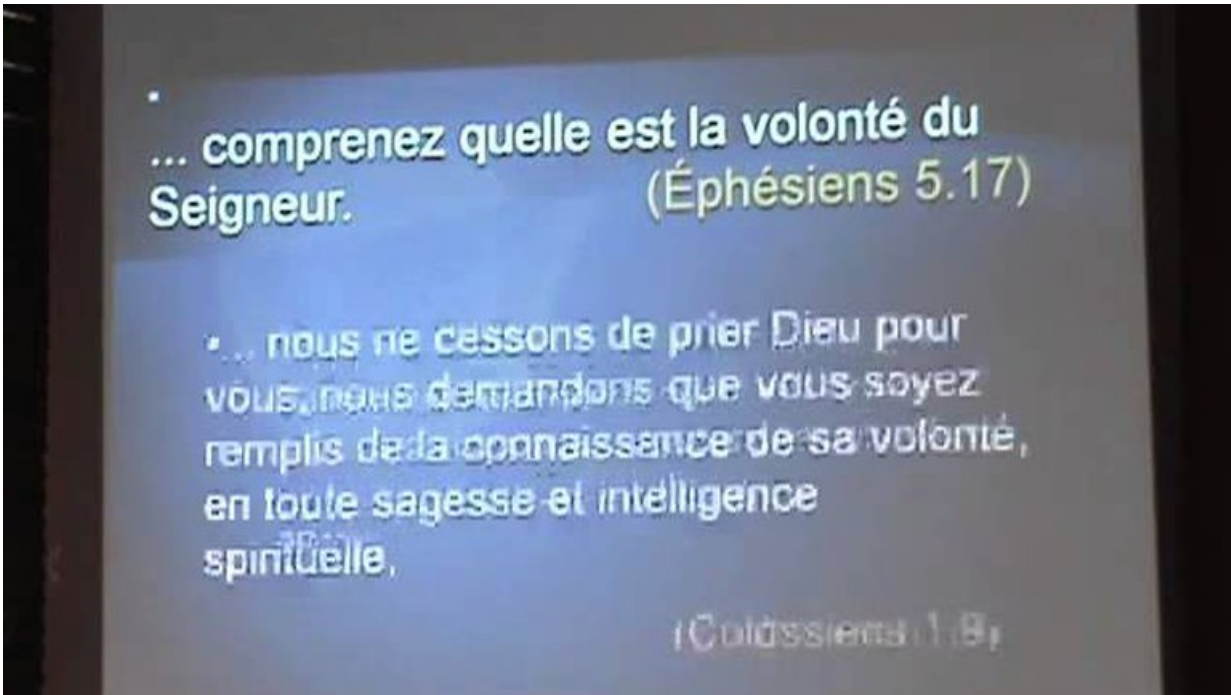 ... comprenez quelle est la volonté du
Seigneur. (Éphésiens 5.17)
•... nous ne cessons de prier Dieu pour
vous, nous demandons que vous soyez
remplis de la connaissance de sa volonté,
en toute sagesse et intelligence
spirituelle,
(Colossiens 1.9)